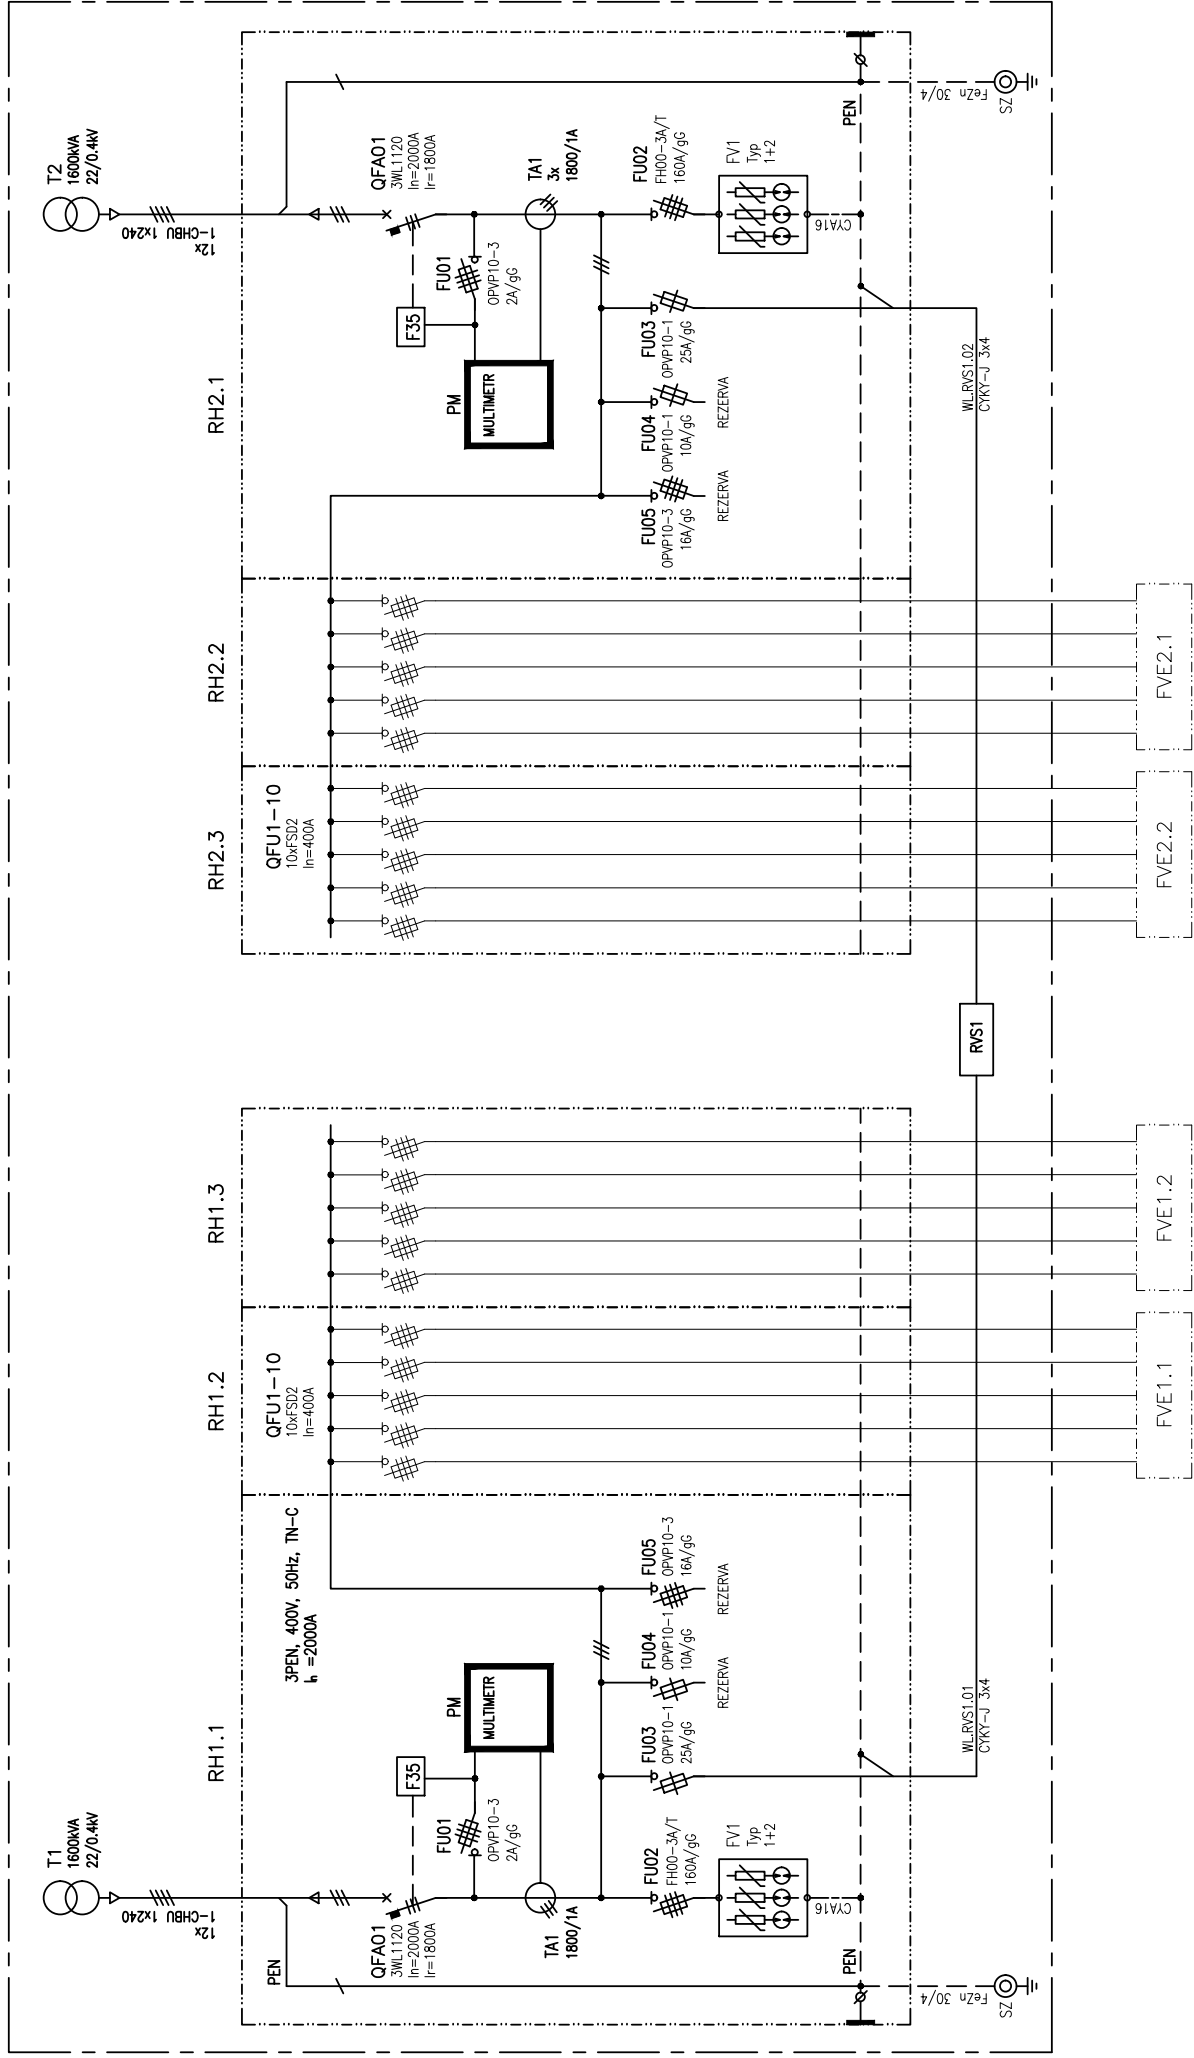 T1
1600kVA
22/0.4kV
12x
1-CHBU 1x240
PEN
RH1.1
3PEN, 400V, 50Hz, TN-C
In =2000A
QFA01
3WL1120
In=2000A
Ir=1800A
F35
FU01
OPVP10-3
2A/gG
PM
MULTIMETR
TA1
1800/1A
FU02
FH00-3A/T
160A/gG
FU03
OPVP10-1
25A/gG
FU04
OPVP10-1
10A/gG
REZERVA
FU05
OPVP10-3
16A/gG
REZERVA
FV1
Typ
1+2
CYA16
PEN
FeZn 30/4
SZ
WL.RVS1.01
CYKY-J 3x4
RH1.2
QFU1-10
10xFSD2
In=400A
FVE1.1
RH1.3
FVE1.2
RVS1
RH2.3
QFU1-10
10xFSD2
In=400A
FVE2.2
RH2.2
FVE2.1
RH2.1
T2
1600kVA
22/0.4kV
12x
1-CHBU 1x240
QFA01
3WL1120
In=2000A
Ir=1800A
F35
FU01
OPVP10-3
2A/gG
PM
MULTIMETR
TA1
3x
1800/1A
FU05
OPVP10-3
16A/gG
REZERVA
FU04
OPVP10-1
10A/gG
REZERVA
FU03
OPVP10-1
25A/gG
FU02
FH00-3A/T
160A/gG
FV1
Typ
1+2
CYA16
PEN
FeZn 30/4
SZ
WL.RVS1.02
CYKY-J 3x4